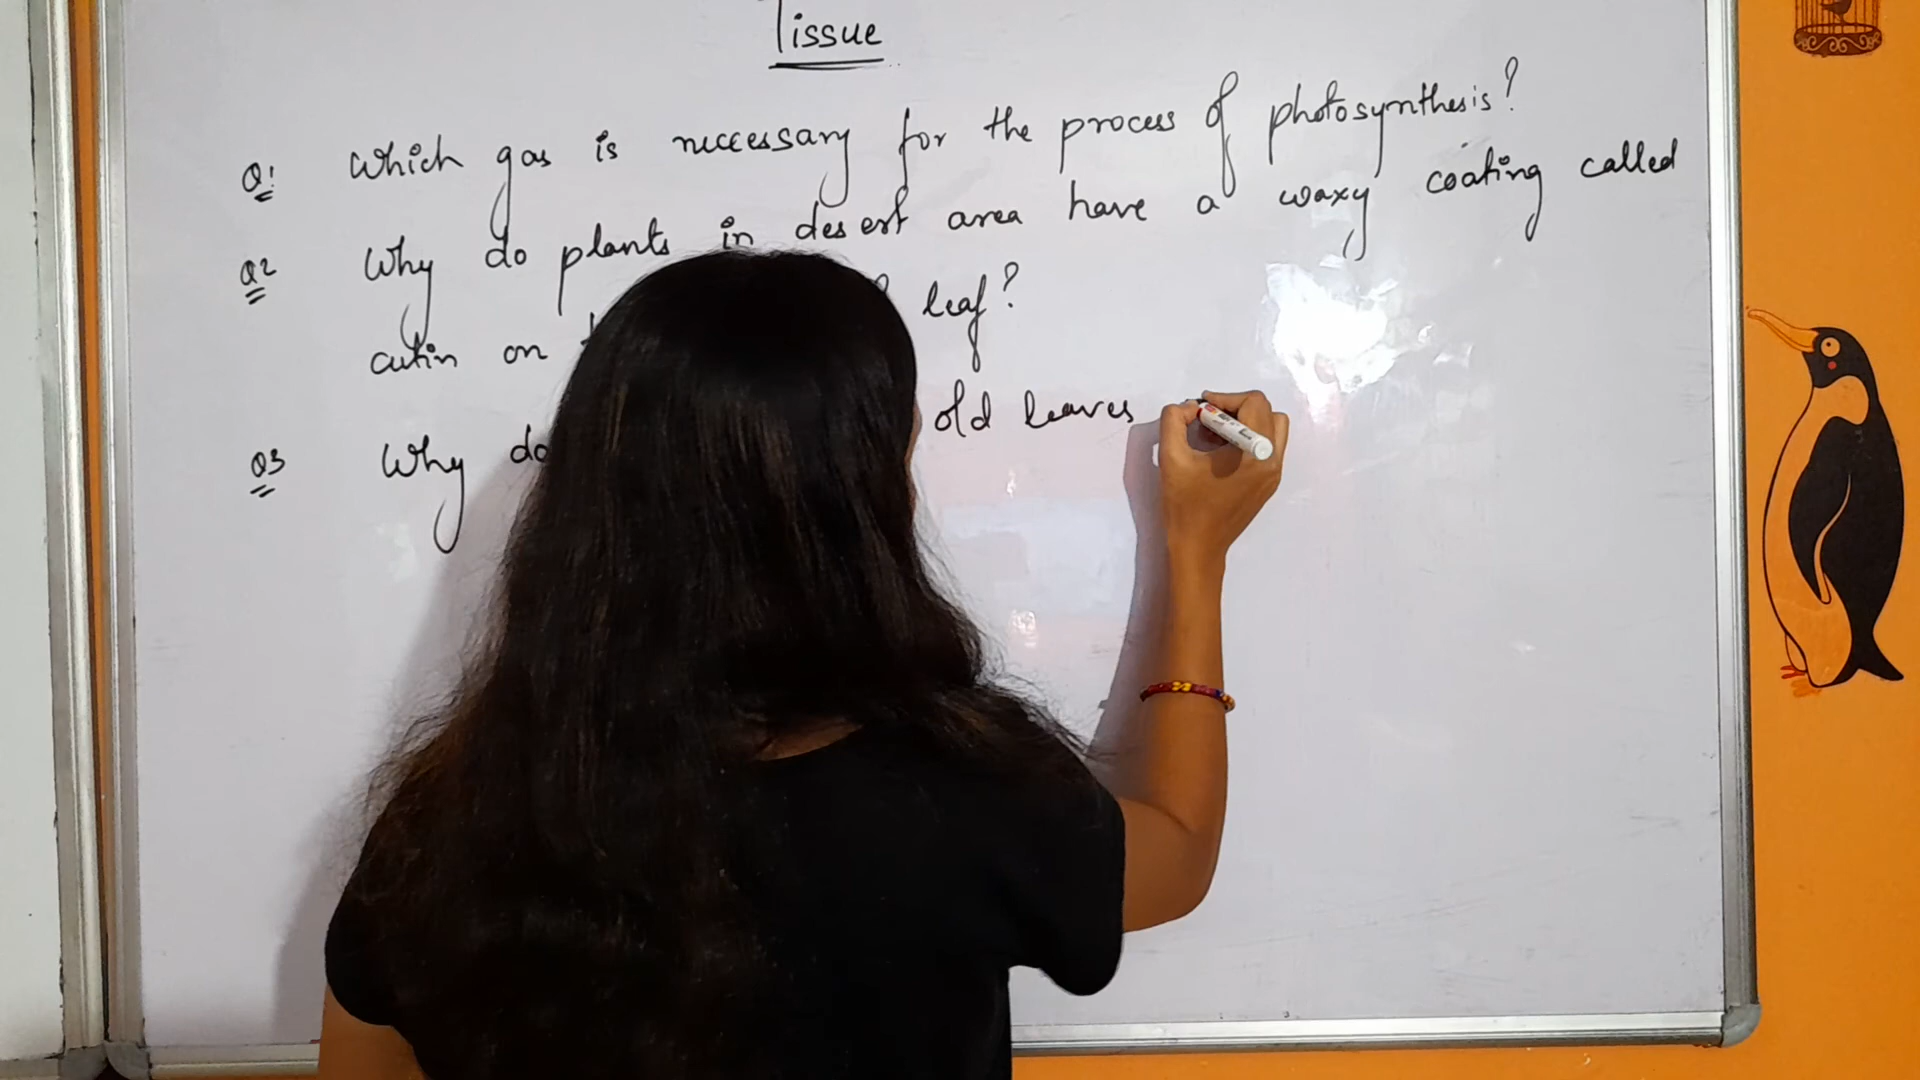 Tissue
Q1 Which gas is neccessary for the process of photosynthesis?
Q2 Why do plants in desert area have a waxy coating called
cutin on leaf?
Q3 Why do old leaves